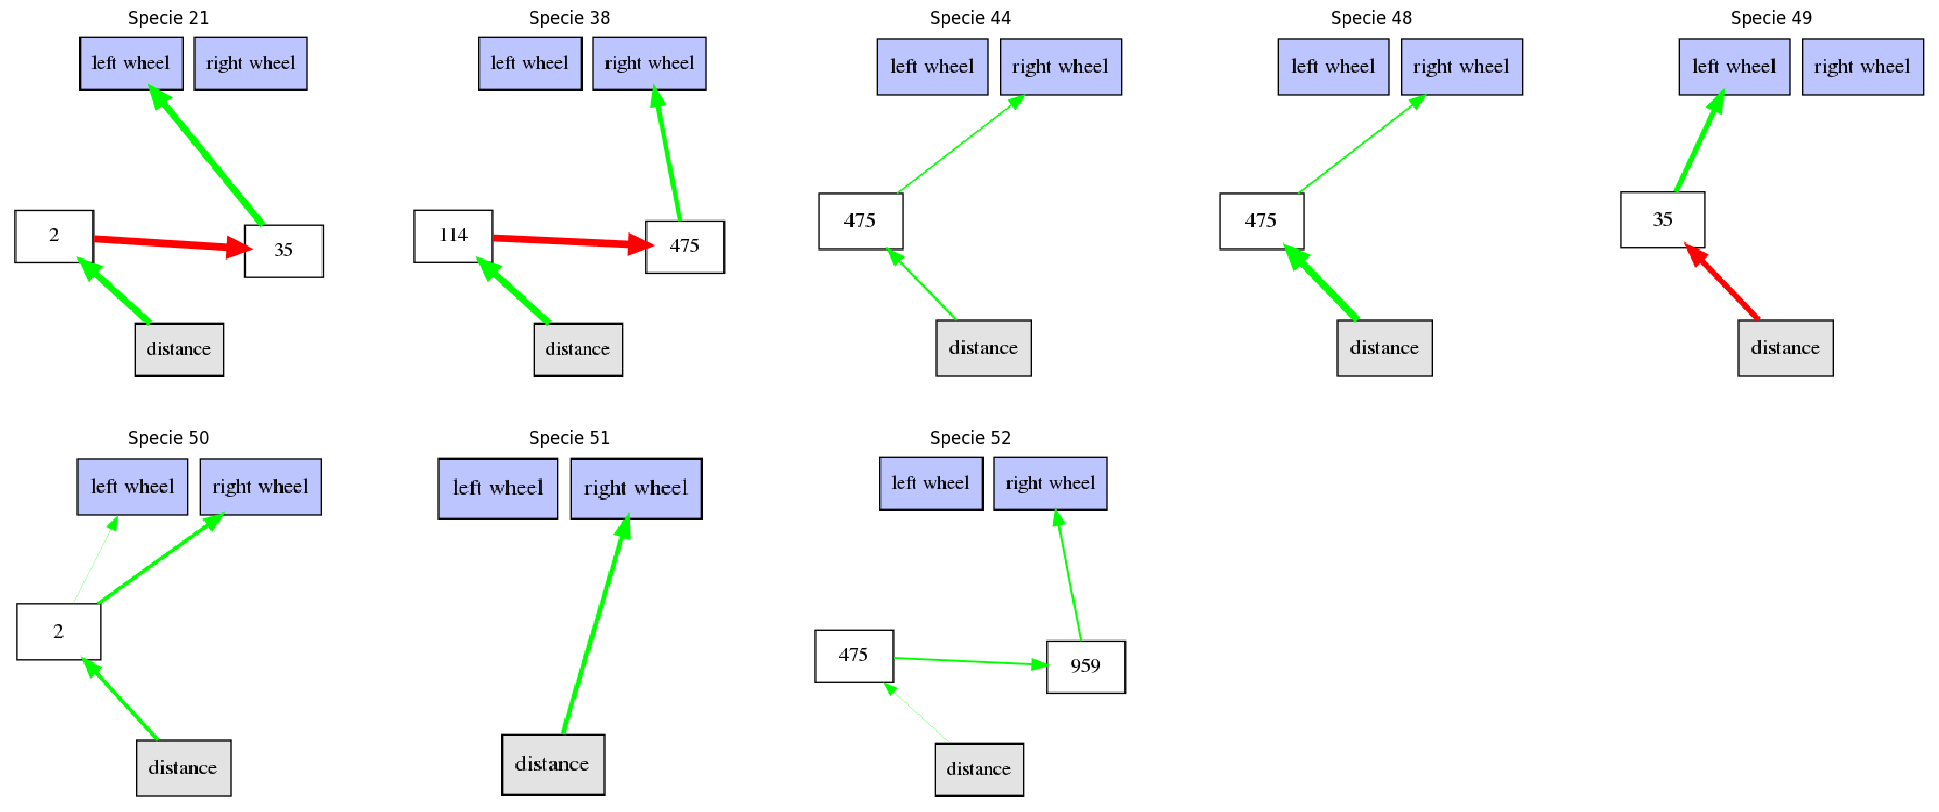 Specie 21
left wheel right wheel
2
35
distance
Specie 38
left wheel right wheel
114
475
distance
Specie 44
left wheel right wheel
475
distance
Specie 48
left wheel right wheel
475
distance
Specie 49
left wheel right wheel
35
distance
Specie 50
left wheel right wheel
2
distance
Specie 51
left wheel right wheel
distance
Specie 52
left wheel right wheel
475
959
distance